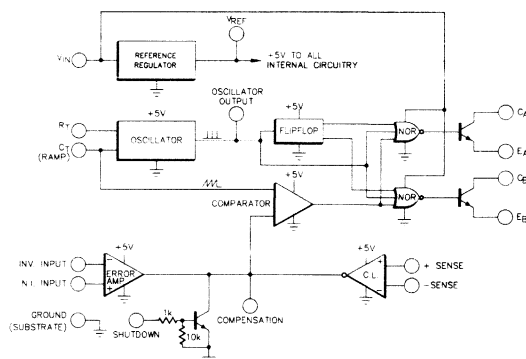 VREF
VIN
REFERENCE
REGULATOR
+5V TO ALL
INTERNAL CIRCUITRY
OSCILLATOR
OUTPUT
+5V
+5V
RT
CT
(RAMP)
OSCILLATOR
FLIPFLOP
NOR
CA
EA
+5V
COMPARATOR
NOR
CB
EB
+5V
+5V
INV. INPUT
N.I. INPUT
ERROR
AMP
-
+
C.L.
+
-
+ SENSE
-SENSE
GROUND
(SUBSTRATE)
SHUTDOWN
1k
10k
COMPENSATION